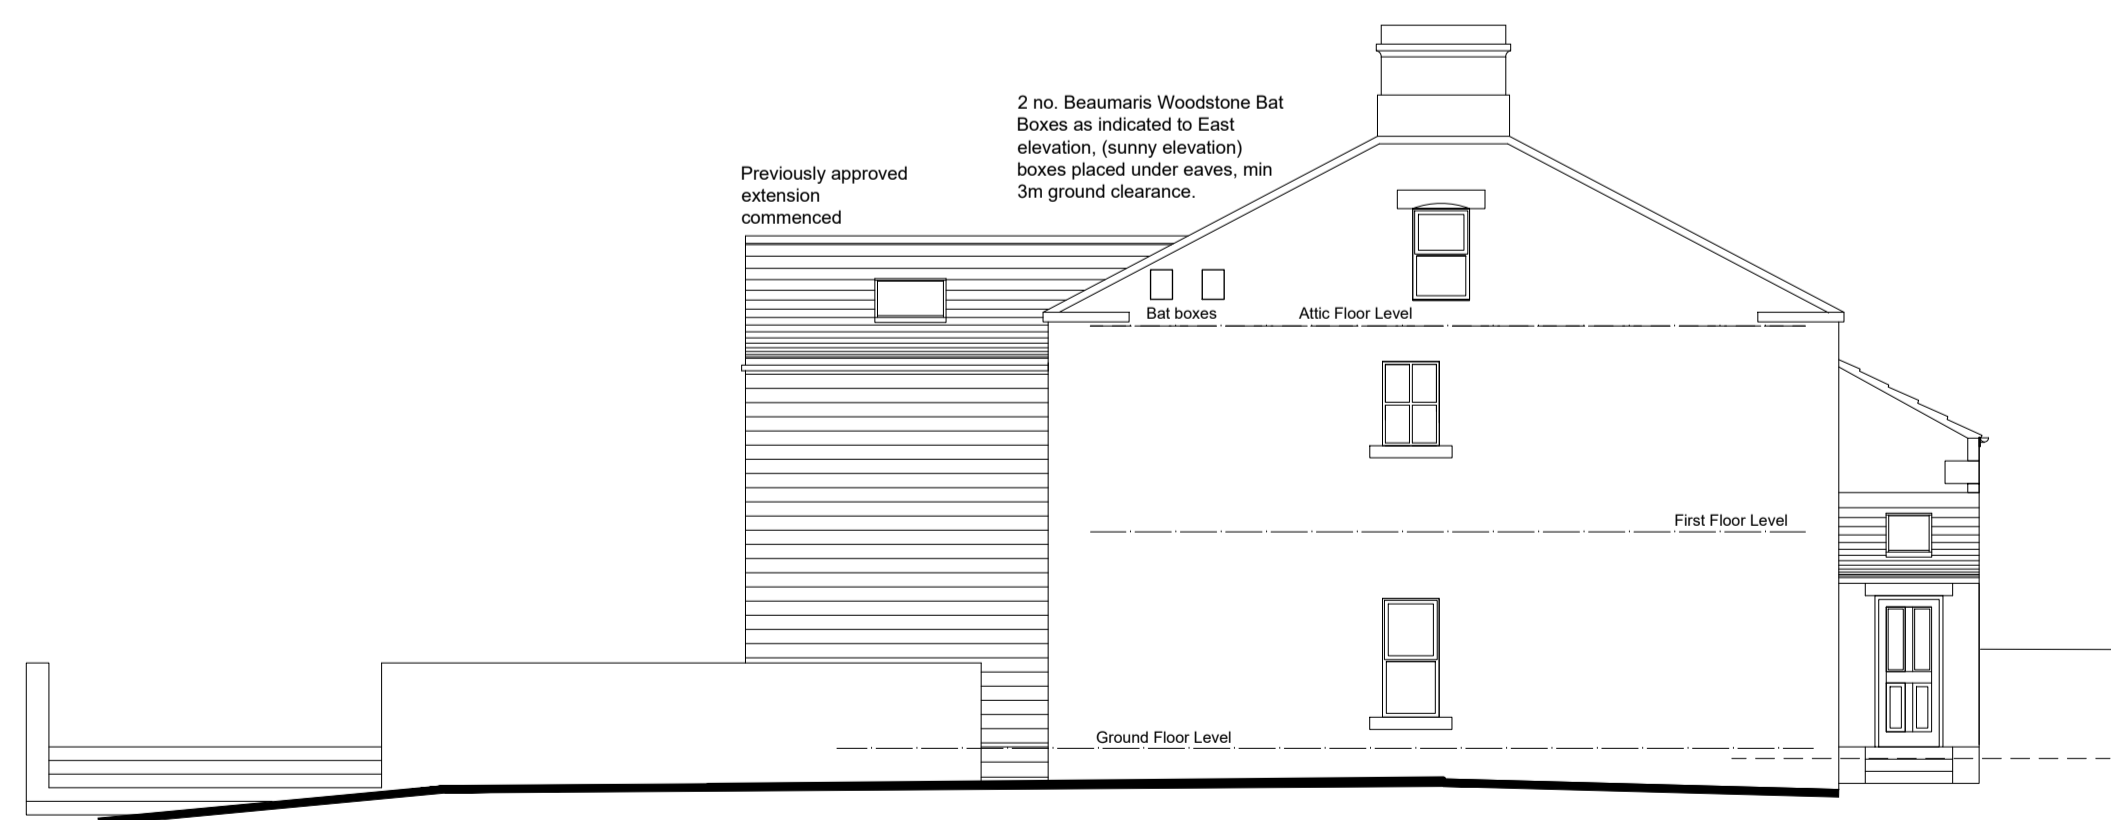 2 no. Beaumaris Woodstone Bat
Boxes as indicated to East
elevation, (sunny elevation)
boxes placed under eaves, min
3m ground clearance.
Previously approved
extension
commenced
Bat boxes
Attic Floor Level
First Floor Level
Ground Floor Level